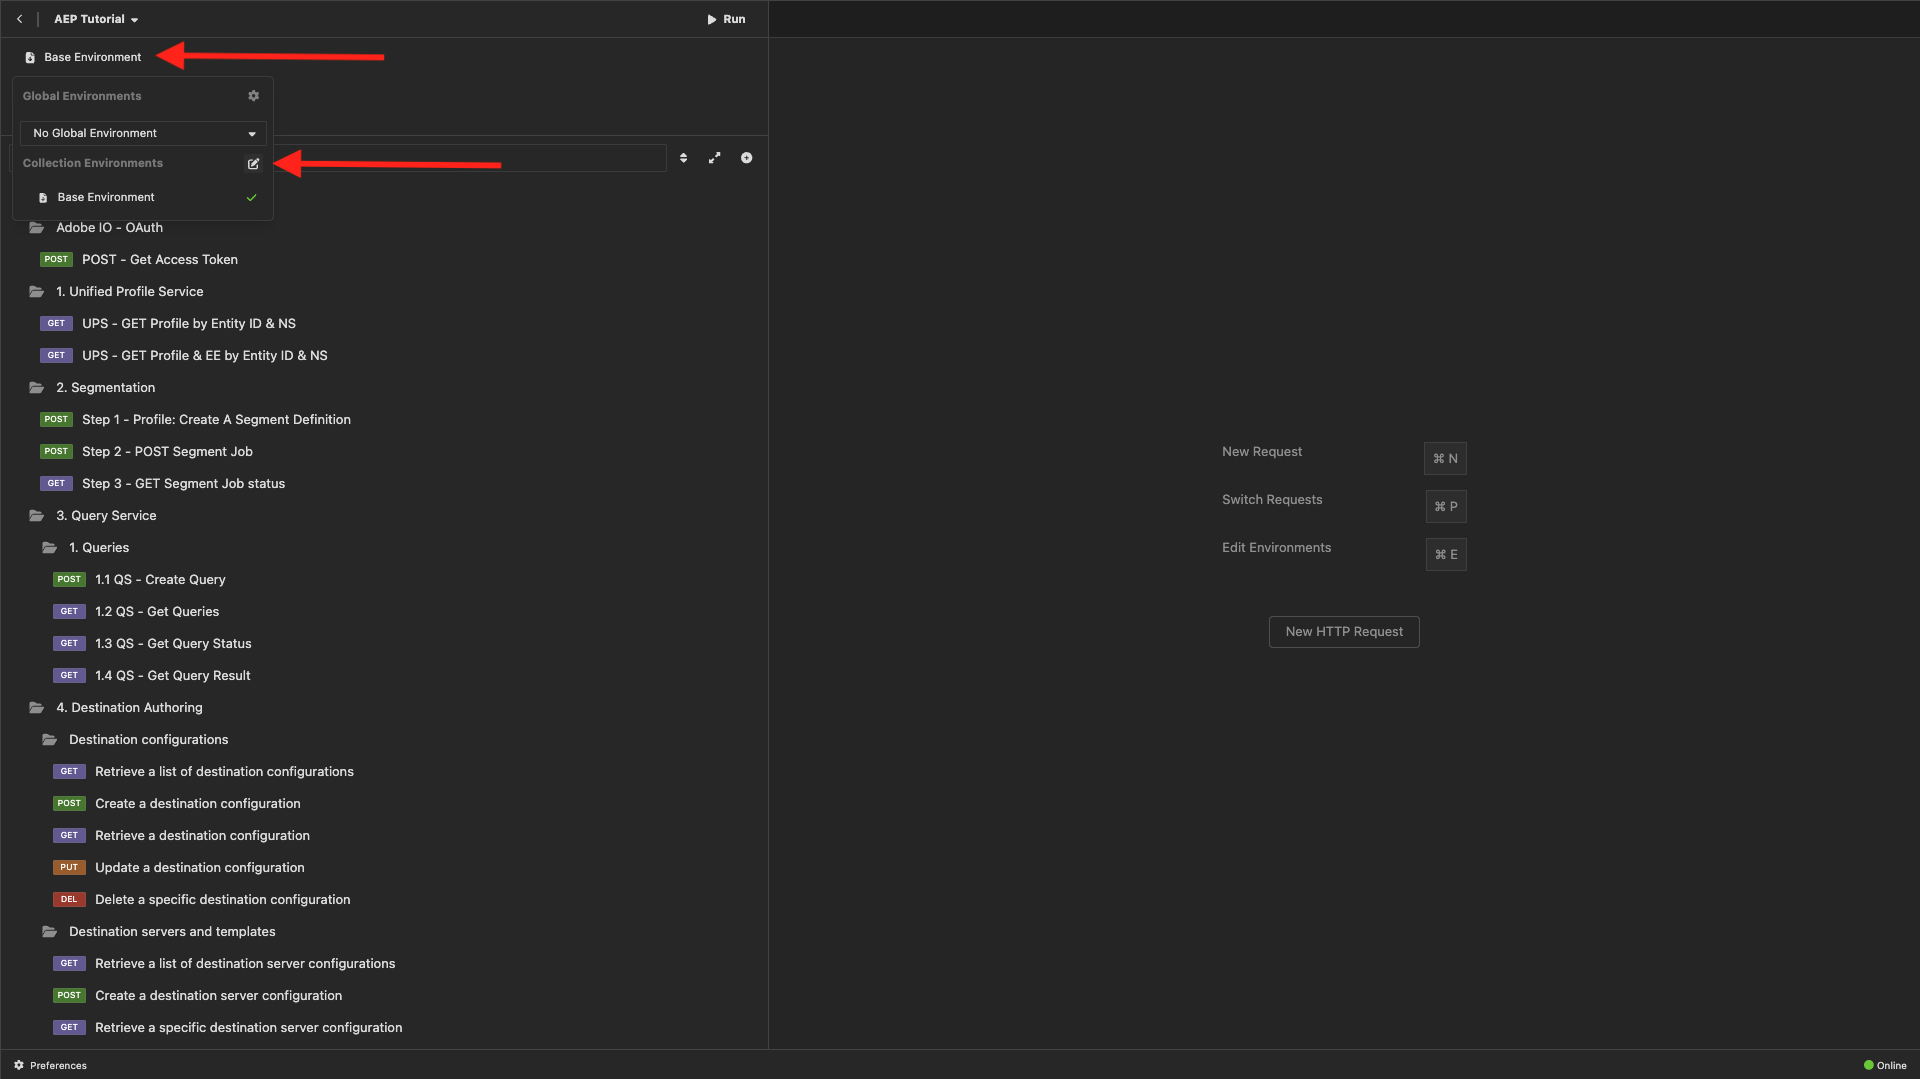 AEP Tutorial
Run
Base Environment
Global Environments
No Global Environment
Collection Environments
Base Environment
Adobe IO - OAuth
POST POST - Get Access Token
1. Unified Profile Service
GET UPS - GET Profile by Entity ID & NS
GET UPS - GET Profile & EE by Entity ID & NS
2. Segmentation
POST Step 1 - Profile: Create A Segment Definition
POST Step 2 - POST Segment Job
GET Step 3 - GET Segment Job status
3. Query Service
1. Queries
POST 1.1 QS - Create Query
GET 1.2 QS - Get Queries
GET 1.3 QS - Get Query Status
GET 1.4 QS - Get Query Result
4. Destination Authoring
Destination configurations
GET Retrieve a list of destination configurations
POST Create a destination configuration
GET Retrieve a destination configuration
PUT Update a destination configuration
DEL Delete a specific destination configuration
Destination servers and templates
GET Retrieve a list of destination server configurations
POST Create a destination server configuration
GET Retrieve a specific destination server configuration
New Request ⌘ N
Switch Requests ⌘ P
Edit Environments ⌘ E
New HTTP Request
Preferences
Online